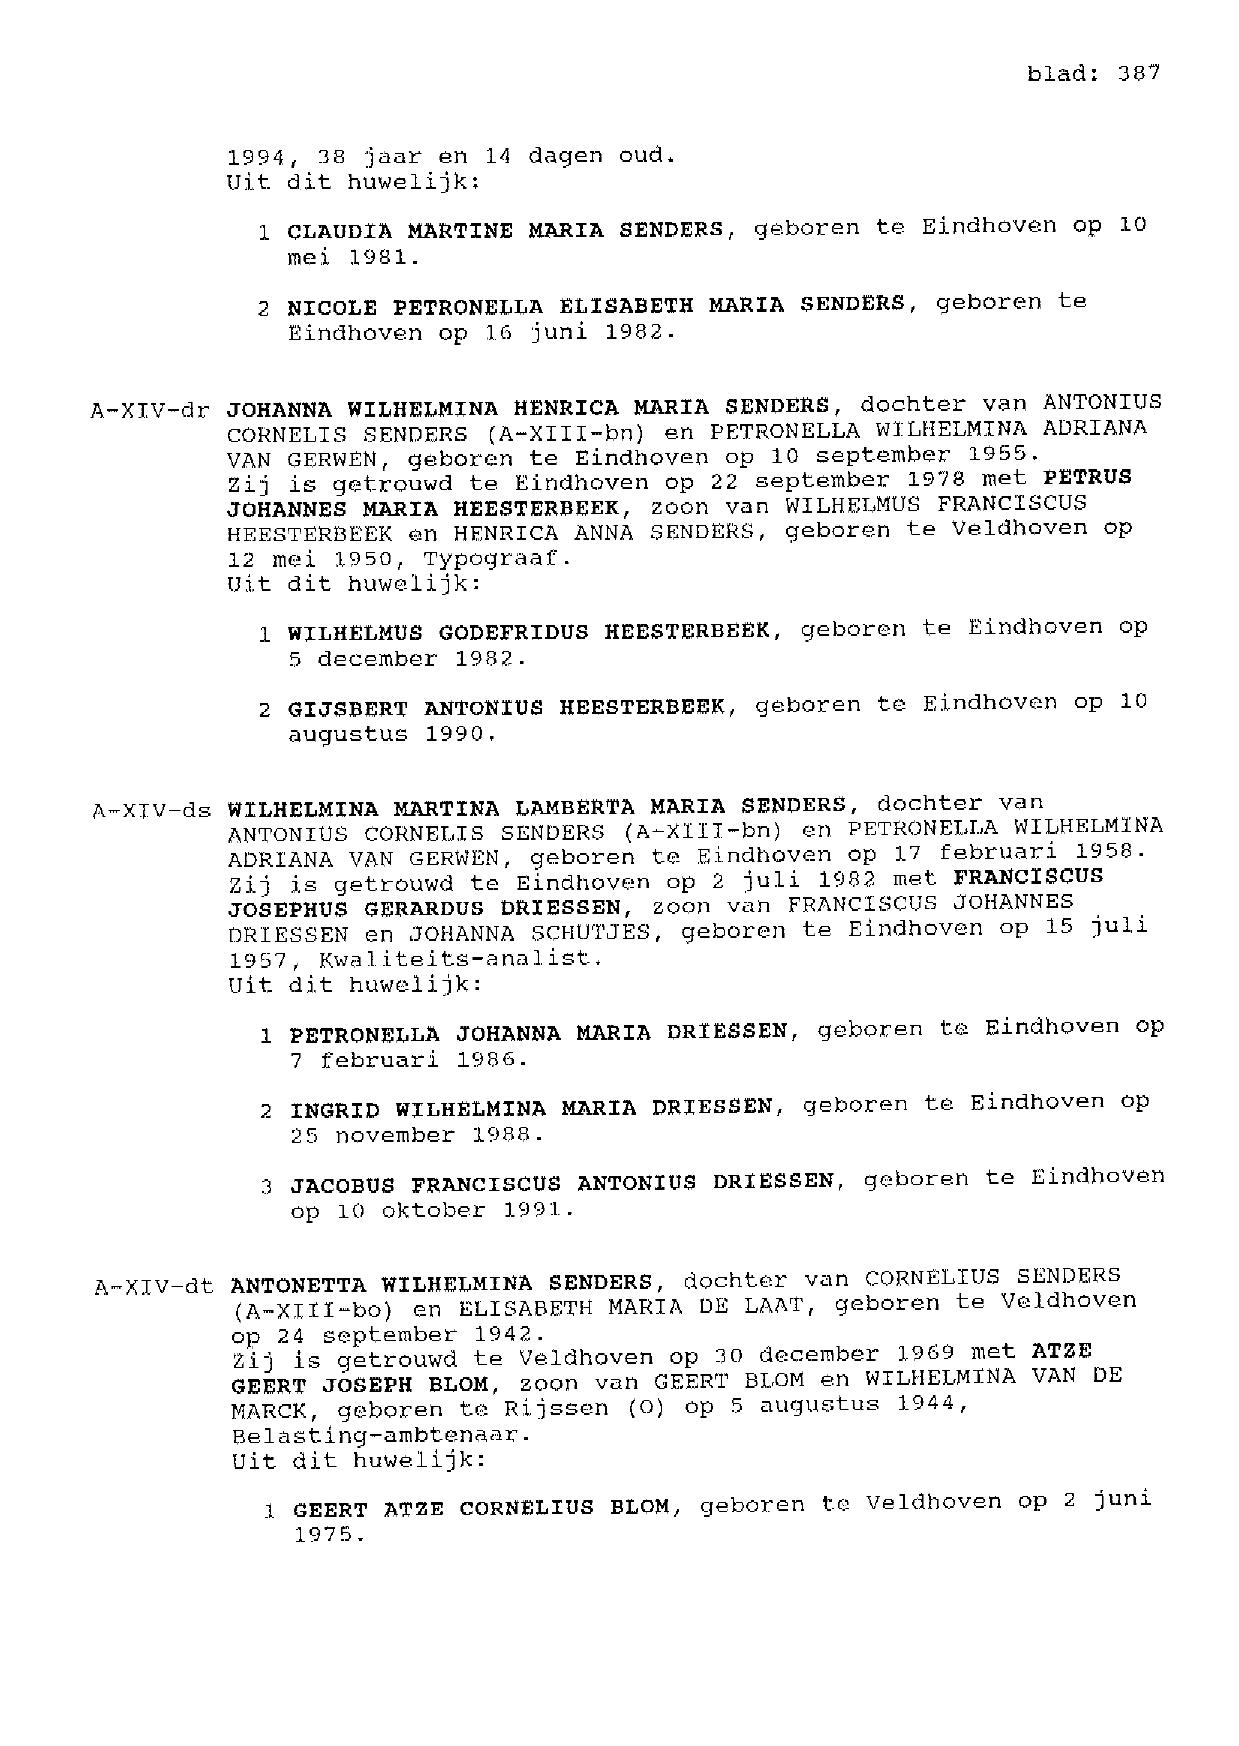 blad: 387
1994, 38 jaar en 14 dagen oud.
Uit dit huwelijk:
1 CLAUDIA MARTINE MARIA SENDERS, geboren te Eindhoven op 10
mei 1981.
2 NICOLE PETRONELLA ELISABETH MARIA SENDERS, geboren te
Eindhoven op 16 juni 1982.
A-XIV-dr JOHANNA WILHELMINA HENRICA MARIA SENDERS, dochter van ANTONIUS
CORNELIS SENDERS (A-XIII-bn) en PETRONELLA WILHELMINA ADRIANA
VAN GERWEN, geboren te Eindhoven op 10 september 1955.
Zij is getrouwd te Eindhoven op 22 september 1978 met PETRUS
JOHANNES MARIA HEESTERBEEK, zoon van WILHELMUS FRANCISCUS
HEESTERBEEK en HENRICA ANNA SENDERS, geboren te Veldhoven op
12 mei 1950, Typograaf.
Uit dit huwelijk:
1 WILHELMUS GODEFRIDUS HEESTERBEEK, geboren te Eindhoven op
5 december 1982.
2 GIJSBERT ANTONIUS HEESTERBEEK, geboren te Eindhoven op 10
augustus 1990.
A-XIV-ds WILHELMINA MARTINA LAMBERTA MARIA SENDERS, dochter van
ANTONIUS CORNELIS SENDERS (A-XIII-bn) en PETRONELLA WILHELMINA
ADRIANA VAN GERWEN, geboren te Eindhoven op 17 februari 1958.
Zij is getrouwd te Eindhoven op 2 juli 1982 met FRANCISCUS
JOSEPHUS GERARDUS DRIESSEN, zoon van FRANCISCUS JOHANNES
DRIESSEN en JOHANNA SCHUTJES, geboren te Eindhoven op 15 juli
1957, Kwaliteits-analist.
Uit dit huwelijk:
1 PETRONELLA JOHANNA MARIA DRIESSEN, geboren te Eindhoven op
7 februari 1986.
2 INGRID WILHELMINA MARIA DRIESSEN, geboren te Eindhoven op
25 november 1988.
3 JACOBUS FRANCISCUS ANTONIUS DRIESSEN, geboren te Eindhoven
op 10 oktober 1991.
A-XIV-dt ANTONETTA WILHELMINA SENDERS, dochter van CORNELIUS SENDERS
(A-XIII-bo) en ELISABETH MARIA DE LAAT, geboren te Veldhoven
op 24 september 1942.
Zij is getrouwd te Veldhoven op 30 december 1969 met ATZE
GEERT JOSEPH BLOM, zoon van GEERT BLOM en WILHELMINA VAN DE
MARCK, geboren te Rijssen (O) op 5 augustus 1944,
Belasting-ambtenaar.
Uit dit huwelijk:
1 GEERT ATZE CORNELIUS BLOM, geboren te Veldhoven op 2 juni
1975.